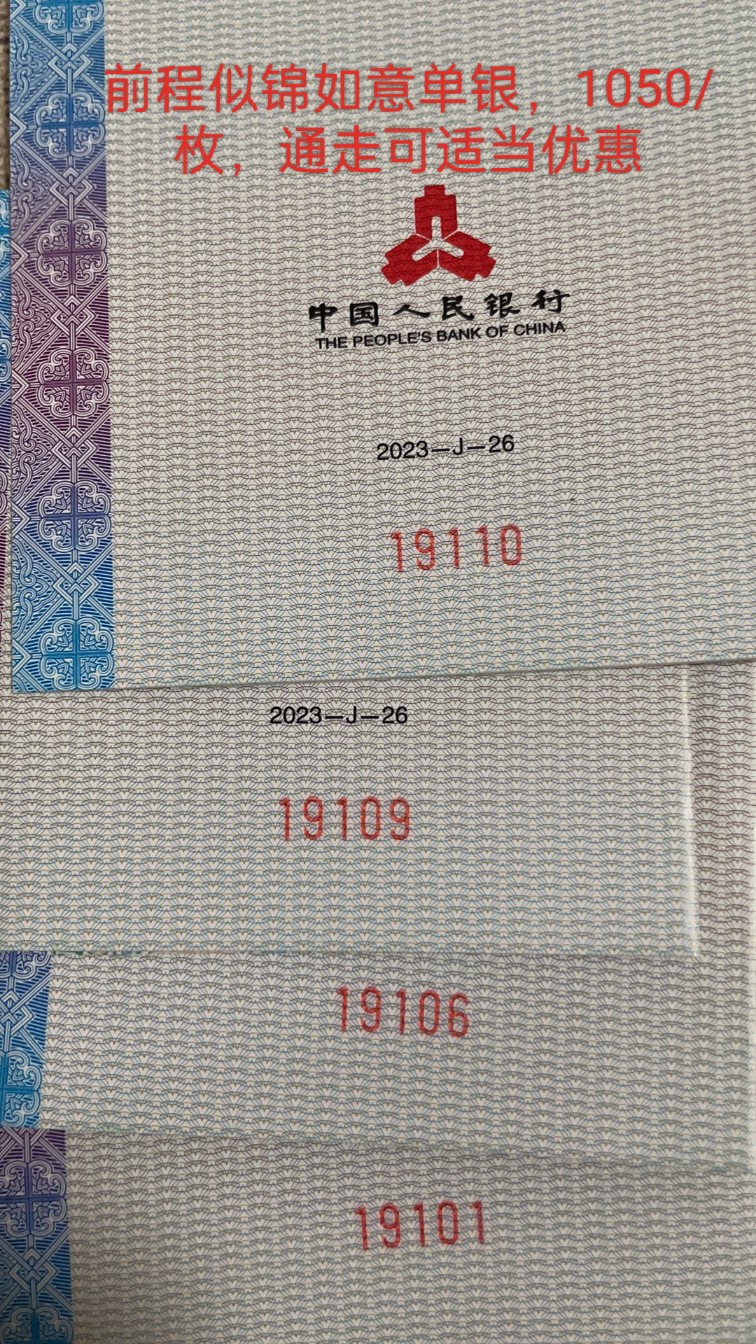 前程似锦如意单银，1050/
枚，通走可适当优惠
中国人民银行
THE PEOPLE'S BANK OF CHINA
2023—J—26
19110
2023—J—26
19109
19106
19101